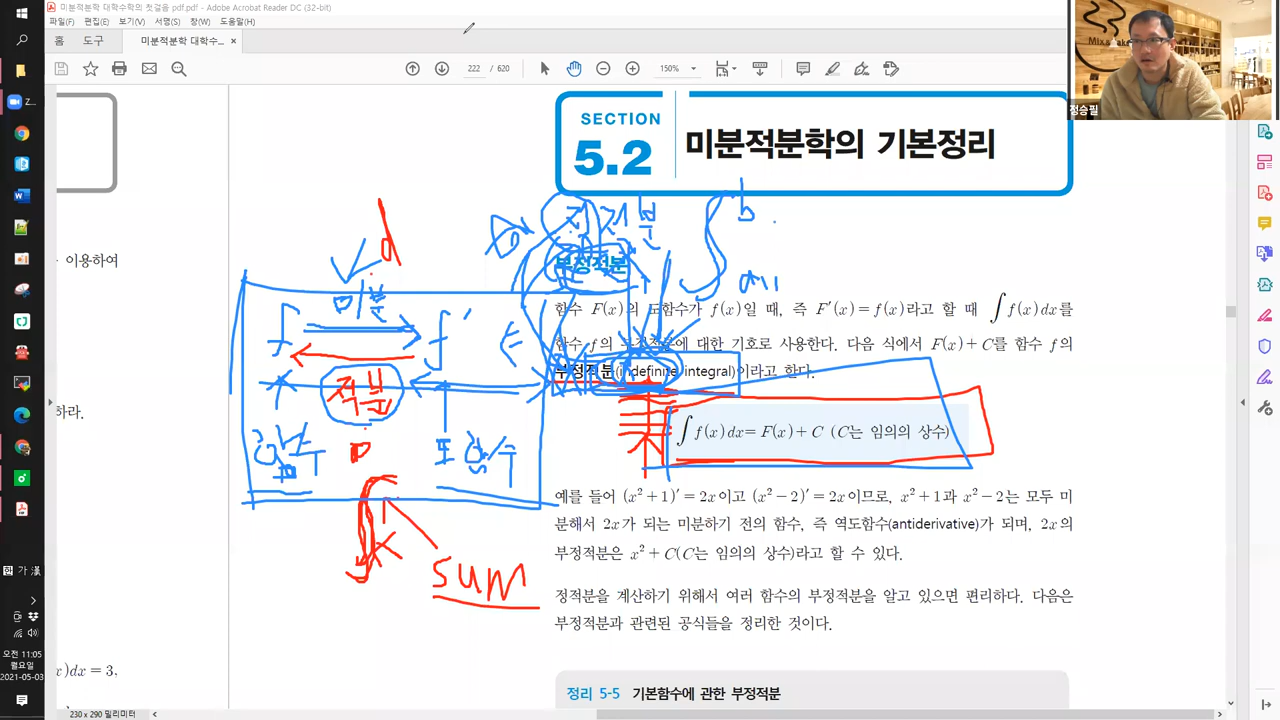 미분적분학 대학수학의 첫걸음 pdf.pdf - Adobe Acrobat Reader DC (32-bit)
파일(F) 편집(E) 보기(V) 서명(S) 창(W) 도움말(H)
홈 도구 미분적분학 대학수... ×
222 / 620 150%
정승필
SECTION
5.2 미분적분학의 기본정리
정적분
b
부정적분
d
이용하여
함수 F(x)의 도함수가 f(x)일 때, 즉 F′(x)=f(x)라고 할 때 ∫f(x)dx를
함수 f의 부정적분에 대한 기호로 사용한다. 다음 식에서 F(x)+C를 함수 f의
부정적분(indefinite integral)이라고 한다.
f 미분 f′
적분
∫f(x)dx=F(x)+C (C는 임의의 상수)
하라.
원함수 도함수
예를 들어 (x²+1)′=2x이고 (x²−2)′=2x이므로, x²+1과 x²−2는 모두 미
분해서 2x가 되는 미분하기 전의 함수, 즉 역도함수(antiderivative)가 되며, 2x의
부정적분은 x²+C(C는 임의의 상수)라고 할 수 있다.
sum
정적분을 계산하기 위해서 여러 함수의 부정적분을 알고 있으면 편리하다. 다음은
부정적분과 관련된 공식들을 정리한 것이다.
x)dx=3,
정리 5-5 기본함수에 관한 부정적분
230 x 290 밀리미터
Z...
한 가 漢
오전 11:05
월요일
2021-05-03